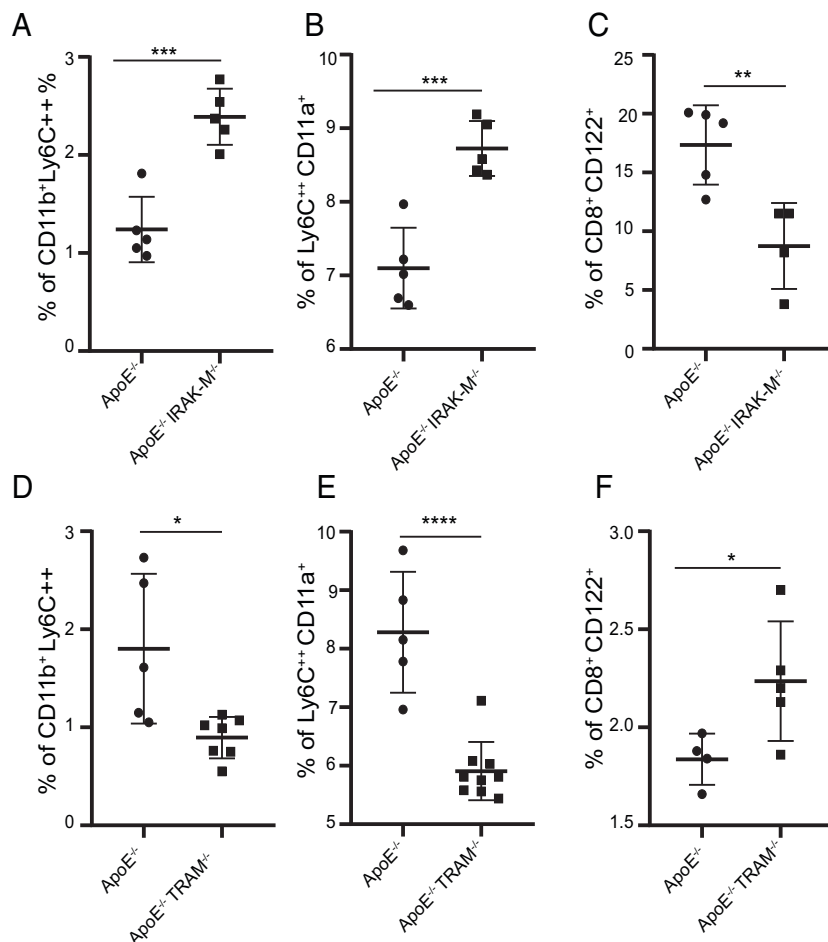 A
% of CD11b⁺Ly6C++ %
3
2
1
0
***
ApoE⁻/⁻
ApoE⁻/⁻ IRAK-M⁻/⁻
B
% of Ly6C⁺⁺ CD11a⁺
10
9
8
7
6
***
ApoE⁻/⁻
ApoE⁻/⁻ IRAK-M⁻/⁻
C
% of CD8⁺ CD122⁺
25
20
15
10
5
0
**
ApoE⁻/⁻
ApoE⁻/⁻ IRAK-M⁻/⁻
D
% of CD11b⁺ Ly6C++
3
2
1
0
*
ApoE⁻/⁻
ApoE⁻/⁻ TRAM⁻/⁻
E
% of Ly6C⁺⁺ CD11a⁺
10
9
8
7
6
5
****
ApoE⁻/⁻
ApoE⁻/⁻ TRAM⁻/⁻
F
% of CD8⁺ CD122⁺
3.0
2.5
2.0
1.5
*
ApoE⁻/⁻
ApoE⁻/⁻ TRAM⁻/⁻